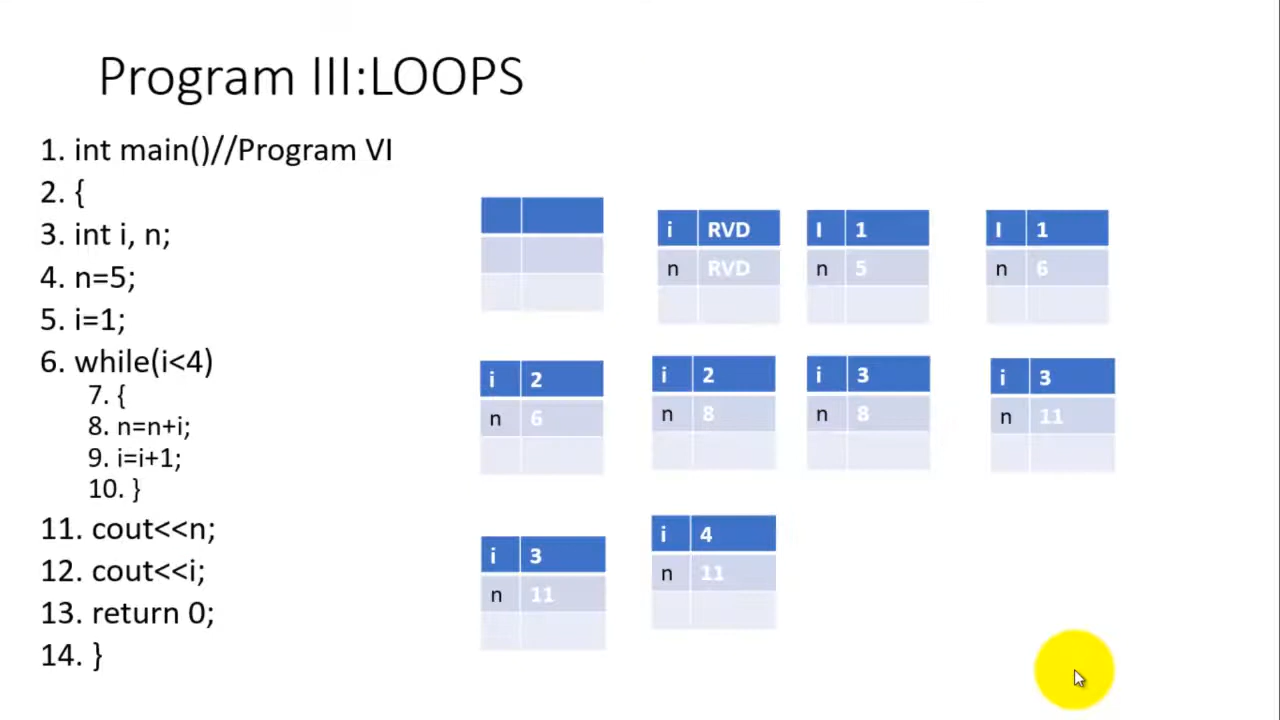 Program III:LOOPS
1. int main()//Program VI
2. {
3. int i, n;
4. n=5;
5. i=1;
6. while(i<4)
7. {
8. n=n+i;
9. i=i+1;
10. }
11. cout<<n;
12. cout<<i;
13. return 0;
14. }
i RVD
n RVD
I 1
n 5
I 1
n 6
i 2
n 6
i 2
n 8
i 3
n 8
i 3
n 11
i 3
n 11
i 4
n 11